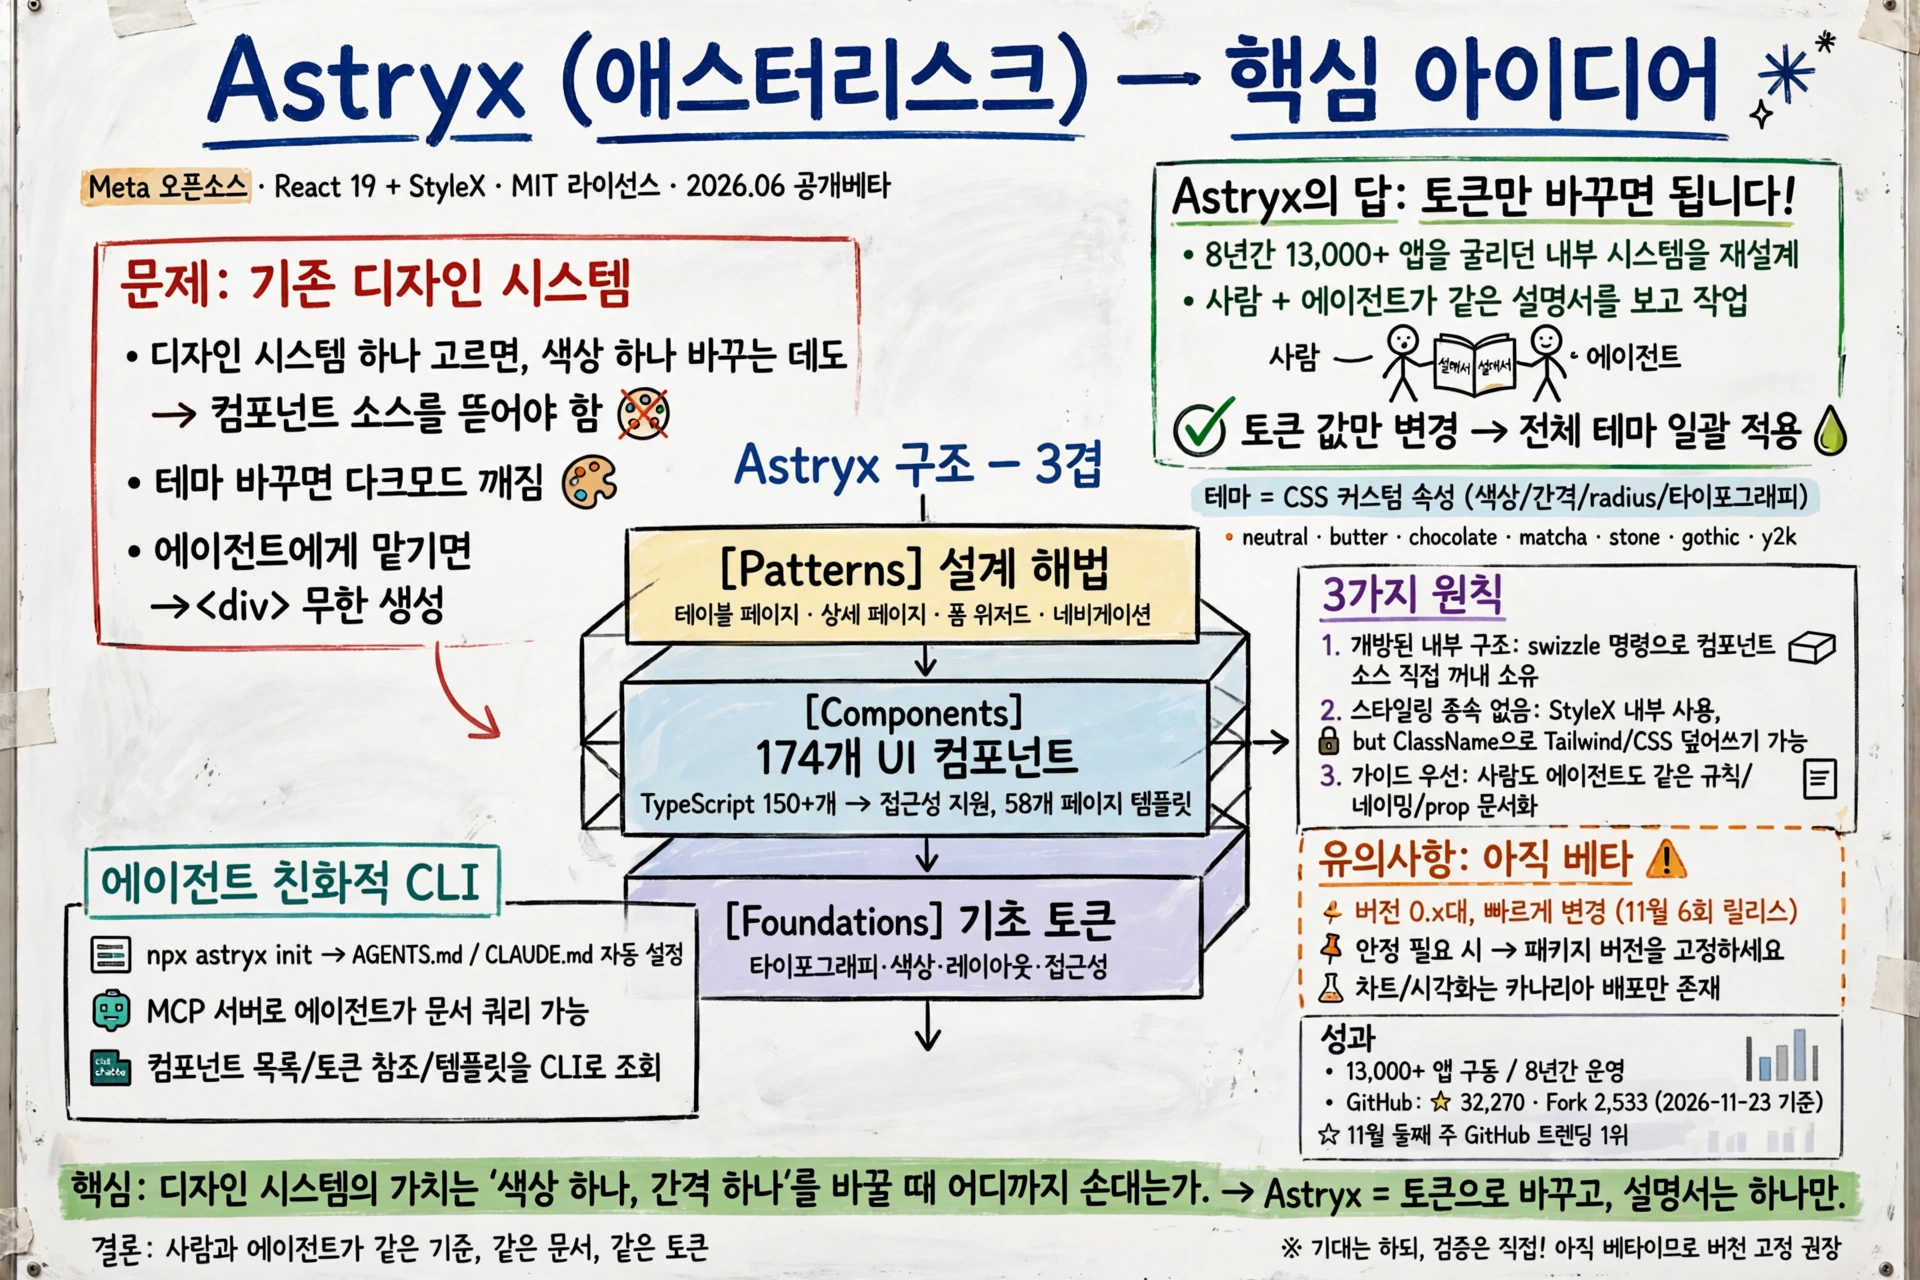 Astryx (애스터리스크) — 핵심 아이디어
Meta 오픈소스 · React 19 + StyleX · MIT 라이선스 · 2026.06 공개베타
문제: 기존 디자인 시스템
• 디자인 시스템 하나 고르면, 색상 하나 바꾸는 데도
→ 컴포넌트 소스를 뜯어야 함
• 테마 바꾸면 다크모드 깨짐
• 에이전트에게 맡기면
→<div> 무한 생성
Astryx의 답: 토큰만 바꾸면 됩니다!
• 8년간 13,000+ 앱을 굴리던 내부 시스템을 재설계
• 사람 + 에이전트가 같은 설명서를 보고 작업
사람
에이전트
토큰 값만 변경 → 전체 테마 일괄 적용
테마 = CSS 커스텀 속성 (색상/간격/radius/타이포그래피)
• neutral · butter · chocolate · matcha · stone · gothic · y2k
Astryx 구조 — 3겹
[Patterns] 설계 해법
테이블 페이지 · 상세 페이지 · 폼 위저드 · 네비게이션
[Components]
174개 UI 컴포넌트
TypeScript 150+개 → 접근성 지원, 58개 페이지 템플릿
[Foundations] 기초 토큰
타이포그래피·색상·레이아웃·접근성
3가지 원칙
1. 개방된 내부 구조: swizzle 명령으로 컴포넌트
소스 직접 꺼내 소유
2. 스타일링 종속 없음: StyleX 내부 사용,
but ClassName으로 Tailwind/CSS 덮어쓰기 가능
3. 가이드 우선: 사람도 에이전트도 같은 규칙/
네이밍/prop 문서화
에이전트 친화적 CLI
npx astryx init → AGENTS.md / CLAUDE.md 자동 설정
MCP 서버로 에이전트가 문서 쿼리 가능
컴포넌트 목록/토큰 참조/템플릿을 CLI로 조회
유의사항: 아직 베타
버전 0.x대, 빠르게 변경 (11월 6회 릴리스)
안정 필요 시 → 패키지 버전을 고정하세요
차트/시각화는 카나리아 배포만 존재
성과
• 13,000+ 앱 구동 / 8년간 운영
• GitHub: ⭐ 32,270 · Fork 2,533 (2026-11-23 기준)
☆ 11월 둘째 주 GitHub 트렌딩 1위
핵심: 디자인 시스템의 가치는 '색상 하나, 간격 하나'를 바꿀 때 어디까지 손대는가. → Astryx = 토큰으로 바꾸고, 설명서는 하나만.
결론: 사람과 에이전트가 같은 기준, 같은 문서, 같은 토큰
※ 기대는 하되, 검증은 직접! 아직 베타이므로 버전 고정 권장